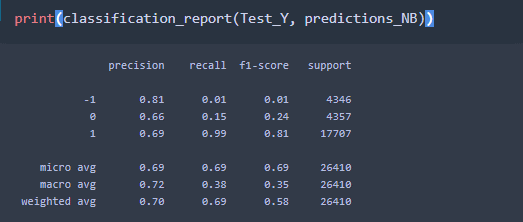 print(classification_report(Test_Y, predictions_NB))
precision recall f1-score support
-1 0.81 0.01 0.01 4346
0 0.66 0.15 0.24 4357
1 0.69 0.99 0.81 17707
micro avg 0.69 0.69 0.69 26410
macro avg 0.72 0.38 0.35 26410
weighted avg 0.70 0.69 0.58 26410